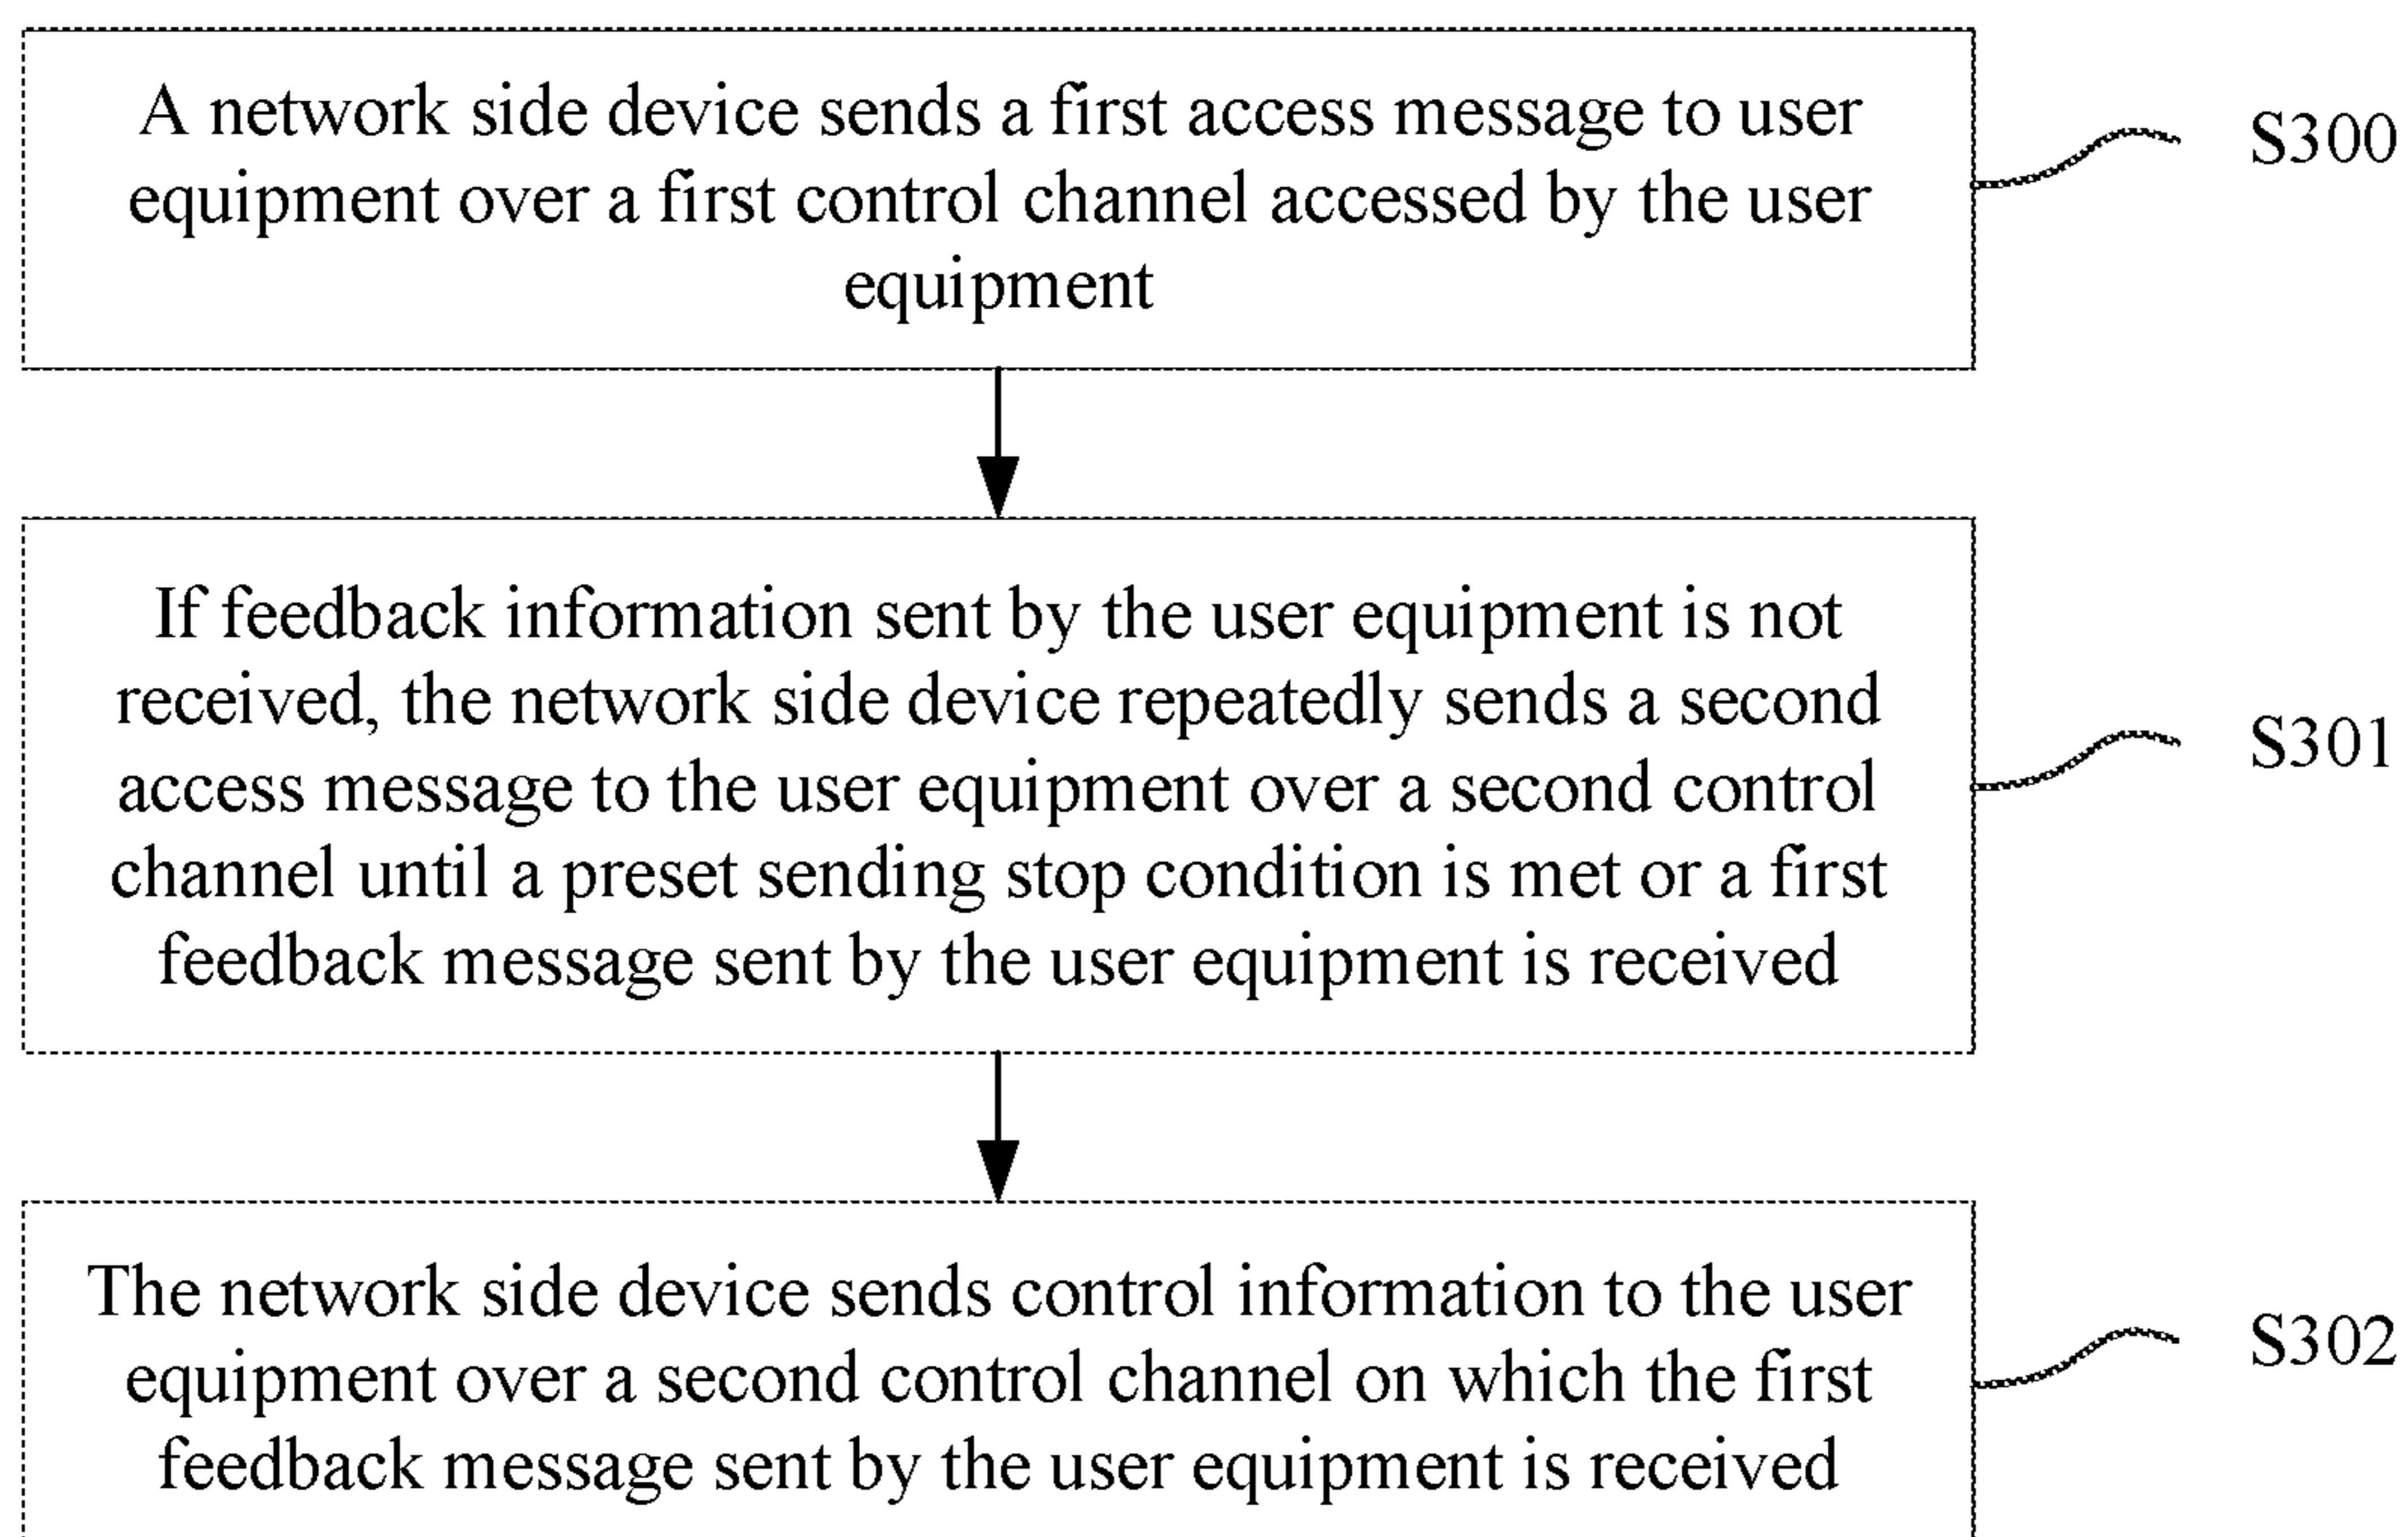 A network side device sends a first access message to user
equipment over a first control channel accessed by the user
equipment
S300
If feedback information sent by the user equipment is not
received, the network side device repeatedly sends a second
access message to the user equipment over a second control
channel until a preset sending stop condition is met or a first
feedback message sent by the user equipment is received
S301
The network side device sends control information to the user
equipment over a second control channel on which the first
feedback message sent by the user equipment is received
S302